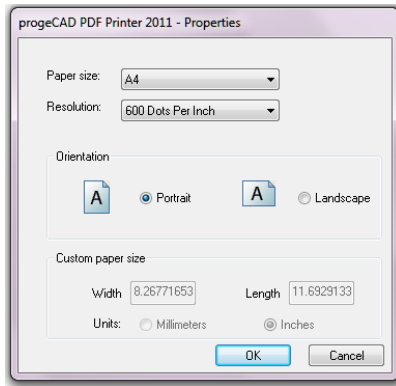 progeCAD PDF Printer 2011 - Properties
Paper size: A4
Resolution: 600 Dots Per Inch
Orientation
A Portrait A Landscape
Custom paper size
Width 8.26771653 Length 11.6929133
Units: Millimeters Inches
OK Cancel